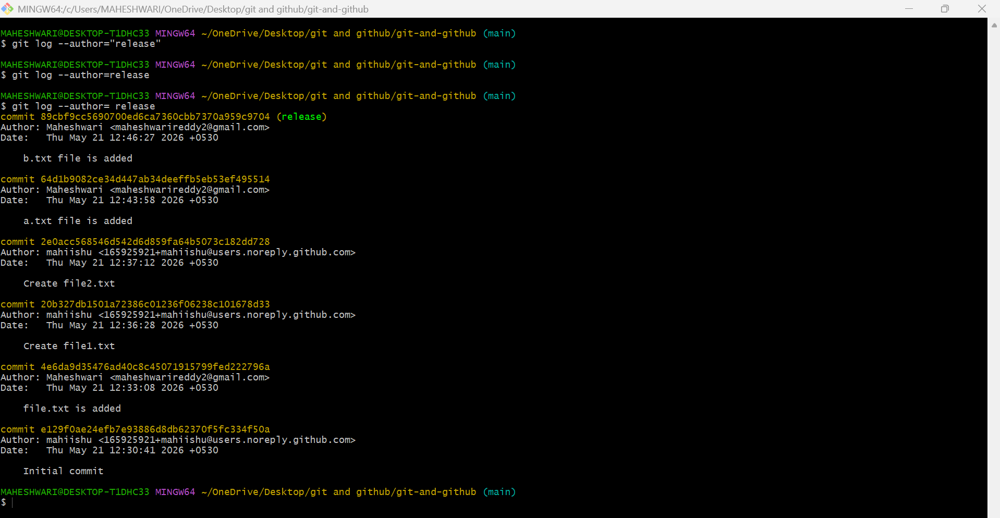 MINGW64:/c/Users/MAHESHWARI/OneDrive/Desktop/git and github/git-and-github
MAHESHWARI@DESKTOP-T1DHC33 MINGW64 ~/OneDrive/Desktop/git and github/git-and-github (main)
$ git log --author="release"
MAHESHWARI@DESKTOP-T1DHC33 MINGW64 ~/OneDrive/Desktop/git and github/git-and-github (main)
$ git log --author=release
MAHESHWARI@DESKTOP-T1DHC33 MINGW64 ~/OneDrive/Desktop/git and github/git-and-github (main)
$ git log --author= release
commit 89cbf9cc5690700ed6ca7360cbb7370a959c9704 (release)
Author: Maheshwari <maheshwarireddy2@gmail.com>
Date:   Thu May 21 12:46:27 2026 +0530
    b.txt file is added
commit 64d1b9082ce34d447ab34deeffb5eb53ef495514
Author: Maheshwari <maheshwarireddy2@gmail.com>
Date:   Thu May 21 12:43:58 2026 +0530
    a.txt file is added
commit 2e0acc568546d542d6d859fa64b5073c182dd728
Author: mahiishu <165925921+mahiishu@users.noreply.github.com>
Date:   Thu May 21 12:37:12 2026 +0530
    Create file2.txt
commit 20b327db1501a72386c01236f06238c101678d33
Author: mahiishu <165925921+mahiishu@users.noreply.github.com>
Date:   Thu May 21 12:36:28 2026 +0530
    Create file1.txt
commit 4e6da9d35476ad40c8c45071915799fed222796a
Author: Maheshwari <maheshwarireddy2@gmail.com>
Date:   Thu May 21 12:33:08 2026 +0530
    file.txt is added
commit e129f0ae24efb7e93886d8db62370f5fc334f50a
Author: mahiishu <165925921+mahiishu@users.noreply.github.com>
Date:   Thu May 21 12:30:41 2026 +0530
    Initial commit
MAHESHWARI@DESKTOP-T1DHC33 MINGW64 ~/OneDrive/Desktop/git and github/git-and-github (main)
$